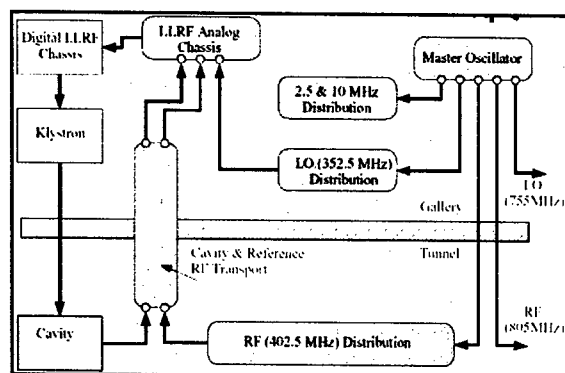 Digital LLRF
Chassis
LLRF Analog
Chassis
Master Oscillator
2.5 & 10 MHz
Distribution
Klystron
LO (352.5 MHz)
Distribution
LO
(755MHz)
Gallery
Cavity & Reference
RF Transport
Tunnel
Cavity
RF (402.5 MHz) Distribution
RF
(805MHz)